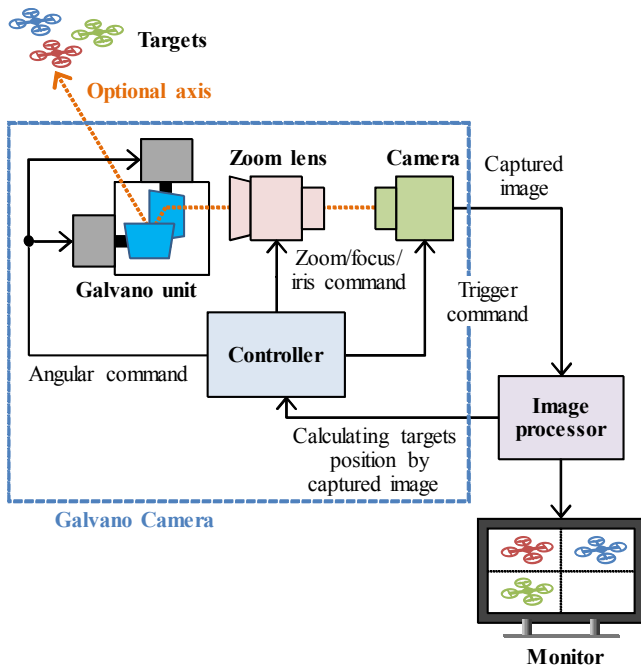 Targets
Optional axis
Zoom lens
Camera
Captured
image
Galvano unit
Zoom/focus/
iris command
Trigger
command
Controller
Angular command
Image
processor
Calculating targets
position by
captured image
Galvano Camera
Monitor